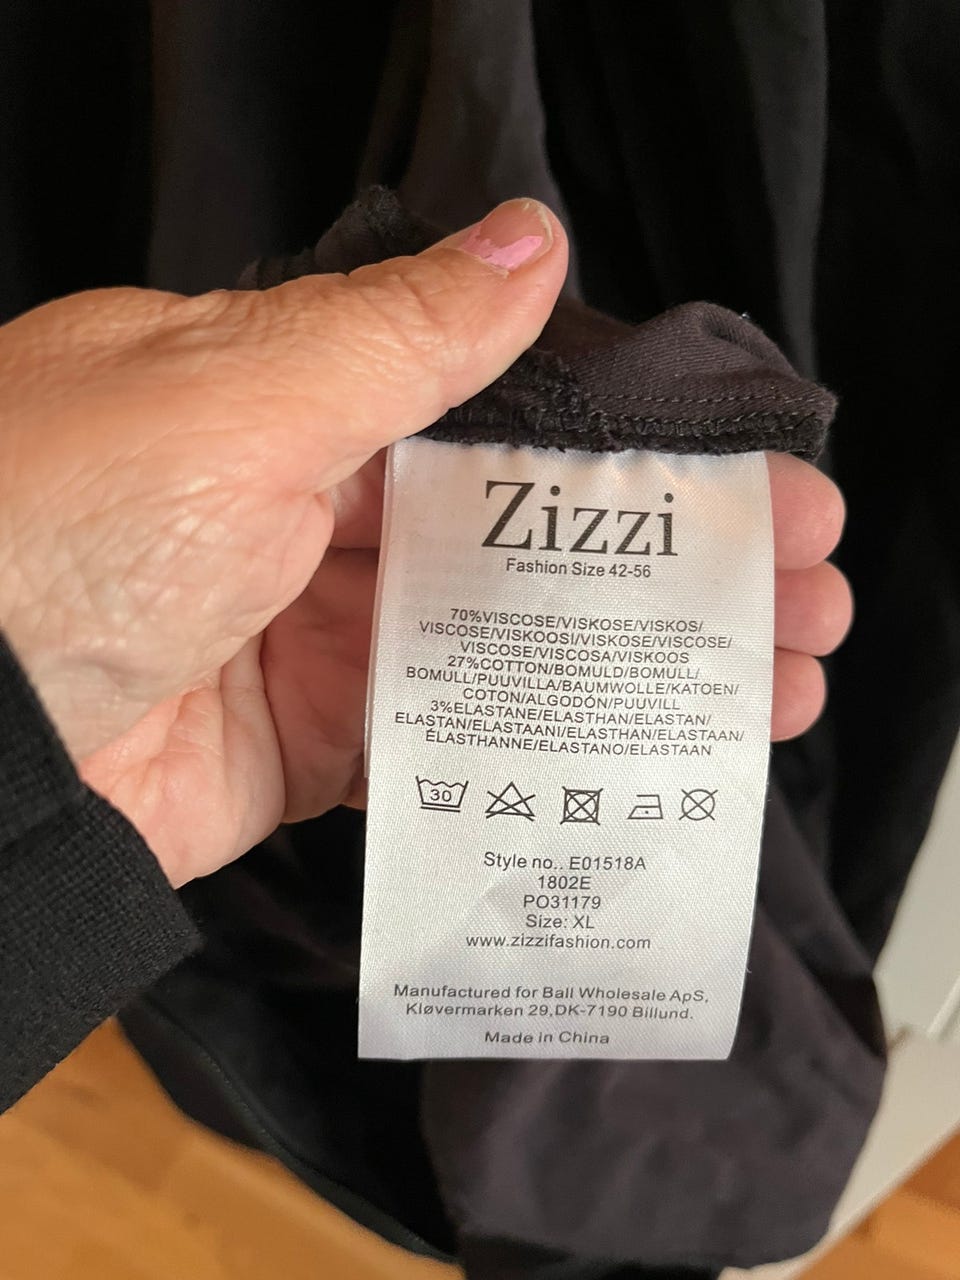 Zizzi
Fashion Size 42-56
70%VISCOSE/VISKOSE/VISKOS/
VISCOSE/VISKOOSI/VISKOSE/VISCOSE/
VISCOSE/VISCOSA/VISKOOS
27%COTTON/BOMULD/BOMULL/
BOMULL/PUUVILLA/BAUMWOLLE/KATOEN/
COTON/ALGODÓN/PUUVILL
3%ELASTANE/ELASTHAN/ELASTAN/
ELASTAN/ELASTAANI/ELASTHAN/ELASTAAN/
ÉLASTHANNE/ELASTANO/ELASTAAN
30
Style no.. E01518A
1802E
PO31179
Size: XL
www.zizzifashion.com
Manufactured for Ball Wholesale ApS,
Kløvermarken 29,DK-7190 Billund.
Made in China